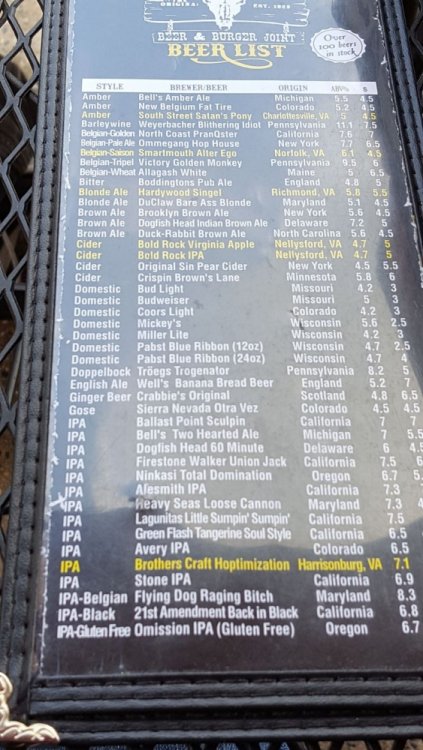 ORIGINAL EST. 1969
BEER & BURGER JOINT
BEER LIST
Over
100 beers
in stock
STYLE BREWER/BEER ORIGIN ABV% $
Amber Bell's Amber Ale Michigan 5.5 4.5
Amber New Belgium Fat Tire Colorado 5.2 4.5
Amber South Street Satan's Pony Charlottesville, VA 5 4.5
Barleywine Weyerbacher Blithering Idiot Pennsylvania 11.1 7.5
Belgian-Golden North Coast PranQster California 7.6 7
Belgian-Pale Ale Ommegang Hop House New York 7.7 6.5
Belgian-Saison Smartmouth Alter Ego Norfolk, VA 6.1 4.5
Belgian-Tripel Victory Golden Monkey Pennsylvania 9.5 6
Belgian-Wheat Allagash White Maine 5 6.5
Bitter Boddingtons Pub Ale England 4.8 5
Blonde Ale Hardywood Singel Richmond, VA 5.8 5.5
Blonde Ale DuClaw Bare Ass Blonde Maryland 5.1 4.5
Brown Ale Brooklyn Brown Ale New York 5.6 4.5
Brown Ale Dogfish Head Indian Brown Ale Delaware 7.2 5
Brown Ale Duck-Rabbit Brown Ale North Carolina 5.6 4.5
Cider Bold Rock Virginia Apple Nellysford, VA 4.7 5
Cider Bold Rock IPA Nellysford, VA 4.7 5
Cider Original Sin Pear Cider New York 4.5 5.5
Cider Crispin Brown's Lane Minnesota 5.8 6
Domestic Bud Light Missouri 4.2 3
Domestic Budweiser Missouri 5 3
Domestic Coors Light Colorado 4.2 3
Domestic Mickey's Wisconsin 5.6 2.5
Domestic Miller Lite Wisconsin 4.2 3
Domestic Pabst Blue Ribbon (12oz) Wisconsin 4.7 2.5
Domestic Pabst Blue Ribbon (24oz) Wisconsin 4.7 4
Doppelbock Tröegs Trogenator Pennsylvania 8.2 5
English Ale Well's Banana Bread Beer England 5.2 7
Ginger Beer Crabbie's Original Scotland 4.8 6.5
Gose Sierra Nevada Otra Vez Colorado 4.5 4.5
IPA Ballast Point Sculpin California 7 7
IPA Bell's Two Hearted Ale Michigan 7 5.5
IPA Dogfish Head 60 Minute Delaware 6 4.5
IPA Firestone Walker Union Jack California 7.5 6
IPA Ninkasi Total Domination Oregon 6.7 5.
IPA Alesmith IPA California 7.3
IPA Heavy Seas Loose Cannon Maryland 7.3
IPA Lagunitas Little Sumpin' Sumpin' California 7.5
IPA Green Flash Tangerine Soul Style California 6.5
IPA Avery IPA Colorado 6.5
IPA Brothers Craft Hoptimization Harrisonburg, VA 7.1
IPA Stone IPA California 6.9
IPA-Belgian Flying Dog Raging Bitch Maryland 8.3
IPA-Black 21st Amendment Back in Black California 6.8
IPA-Gluten Free Omission IPA (Gluten Free) Oregon 6.7